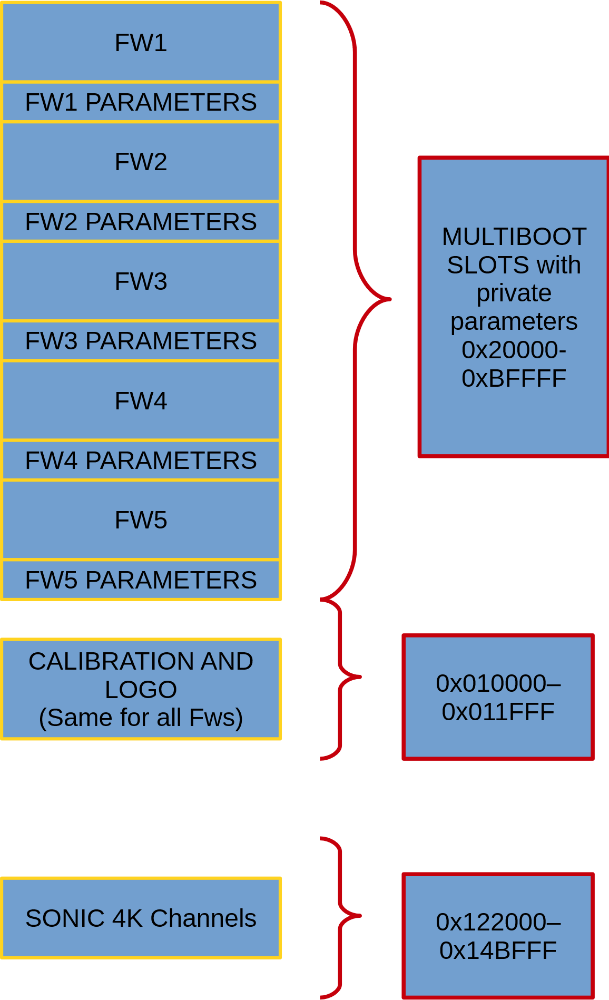 FW1
FW1 PARAMETERS
FW2
FW2 PARAMETERS
FW3
FW3 PARAMETERS
FW4
FW4 PARAMETERS
FW5
FW5 PARAMETERS
MULTIBOOT
SLOTS with
private
parameters
0x20000-
0xBFFFF
CALIBRATION AND
LOGO
(Same for all Fws)
0x010000–
0x011FFF
SONIC 4K Channels
0x122000–
0x14BFFF